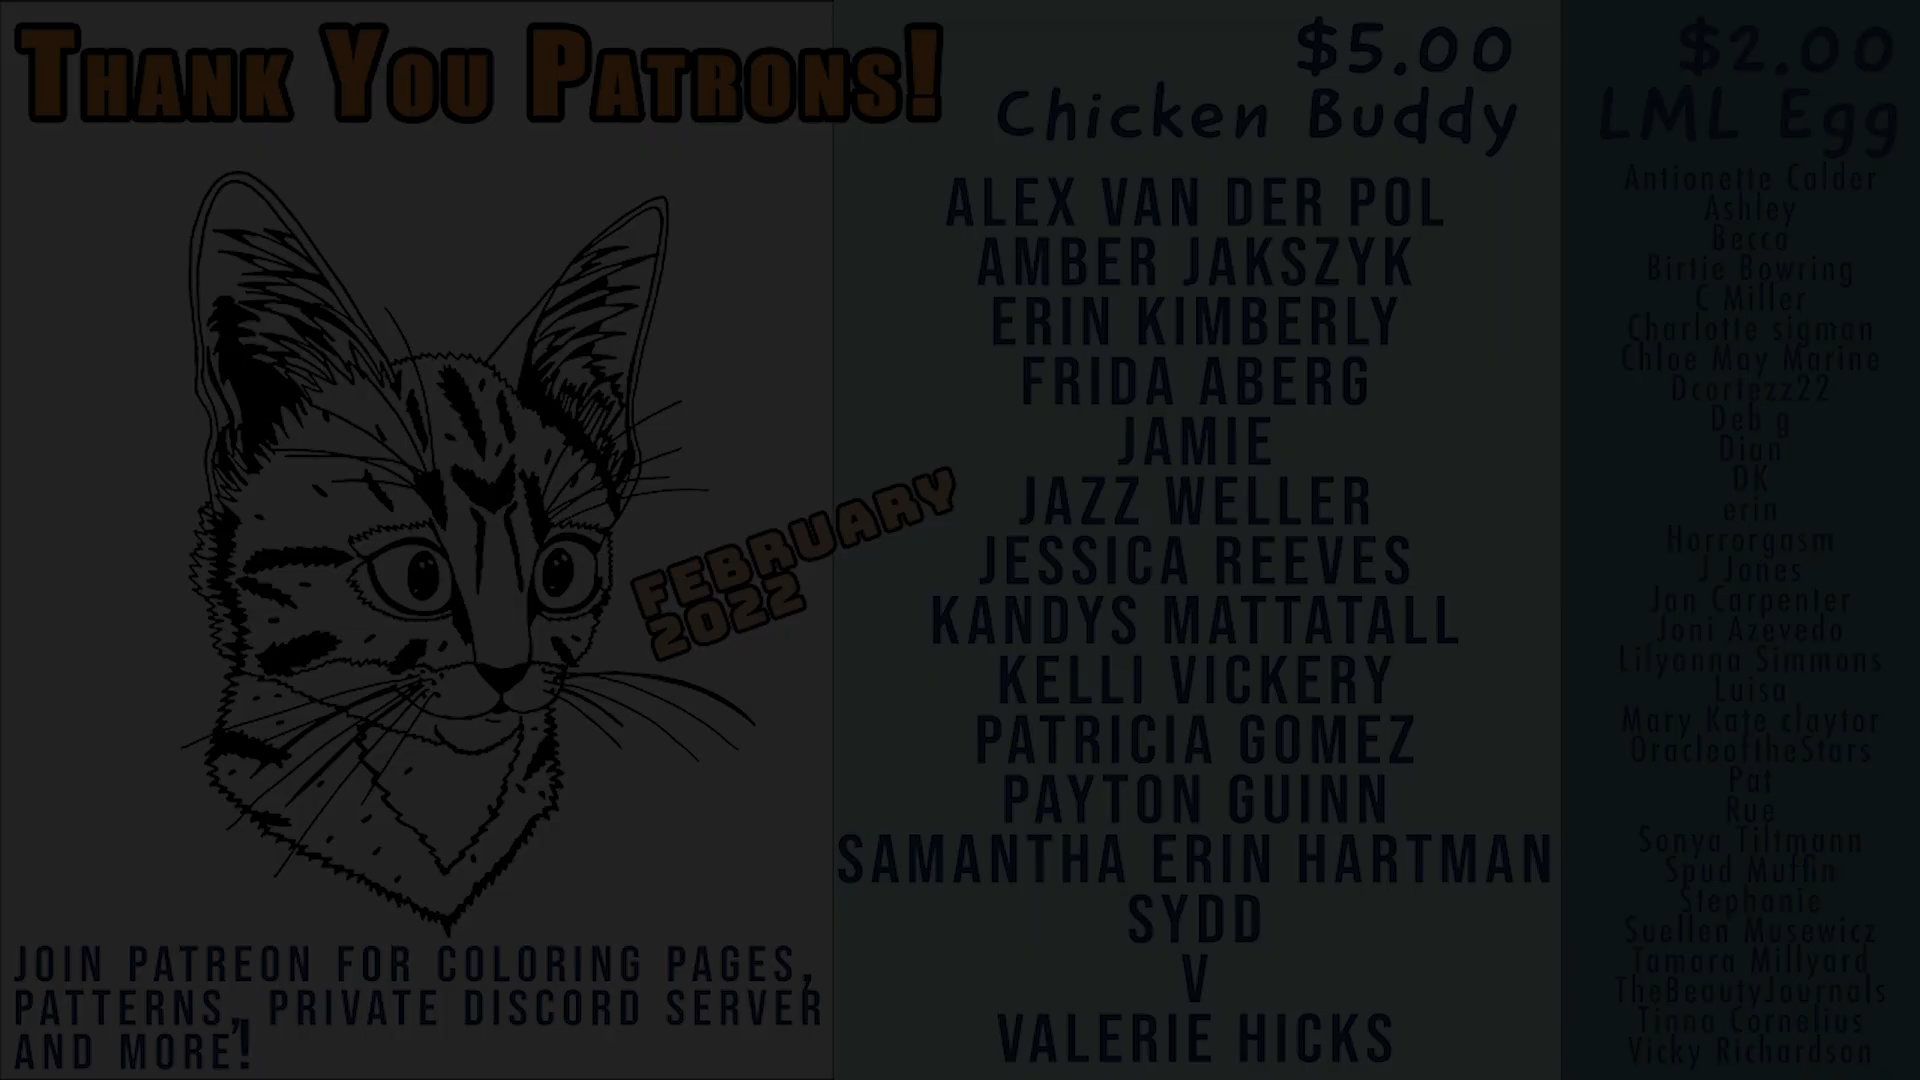 THANK YOU PATRONS!
FEBRUARY
2022
JOIN PATREON FOR COLORING PAGES,
PATTERNS, PRIVATE DISCORD SERVER
AND MORE!
$5.00
Chicken Buddy
ALEX VAN DER POL
AMBER JAKSZYK
ERIN KIMBERLY
FRIDA ABERG
JAMIE
JAZZ WELLER
JESSICA REEVES
KANDYS MATTATALL
KELLI VICKERY
PATRICIA GOMEZ
PAYTON GUINN
SAMANTHA ERIN HARTMAN
SYDD
V
VALERIE HICKS
$2.00
LML Egg
Antionette Calder
Ashley
Becca
Birtie Bowring
C Miller
Charlotte sigman
Chloe May Marine
Dcortezz22
Deb g
Dian
DK
erin
Horrorgasm
J Jones
Jan Carpenter
Joni Azevedo
Lilyanna Simmons
Luisa
Mary Kate claytor
OracleoftheStars
Pat
Rue
Sonya Tiltmann
Spud Muffin
Stephanie
Suellen Musewicz
Tamara Millyard
TheBeautyJournals
Tinna Cornelius
Vicky Richardson